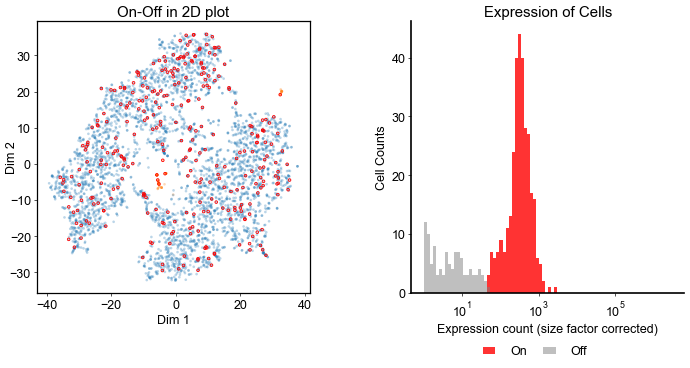 On-Off in 2D plot
Dim 2
30
20
10
0
−10
−20
−30
−40 −20 0 20 40
Dim 1
Expression of Cells
Cell Counts
40
30
20
10
0
10^1 10^3 10^5
Expression count (size factor corrected)
On Off